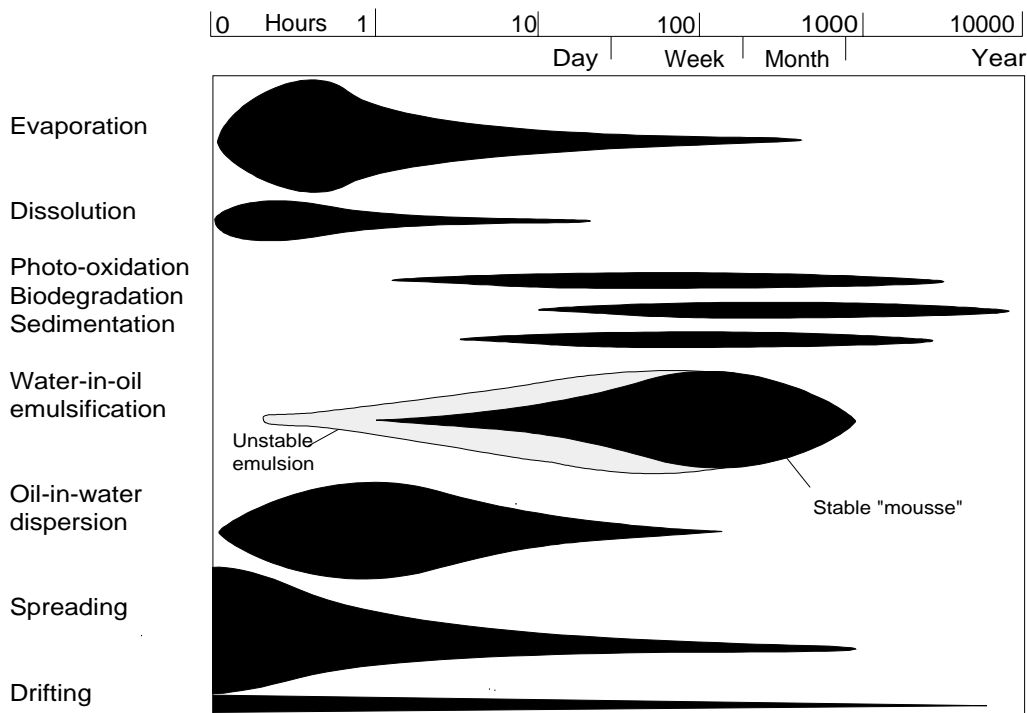 0 Hours 1 10 100 1000 10000
Day Week Month Year
Evaporation
Dissolution
Photo-oxidation
Biodegradation
Sedimentation
Water-in-oil
emulsification
Unstable
emulsion
Stable "mousse"
Oil-in-water
dispersion
Spreading
Drifting